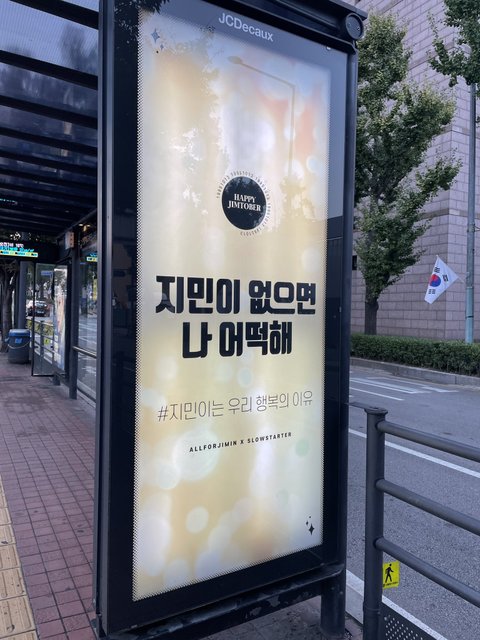 JCDecaux
HAPPY
JIMTOBER
지민이 없으면
나 어떡해
#지민이는 우리 행복의 이유
ALLFORJIMIN X SLOWSTARTER